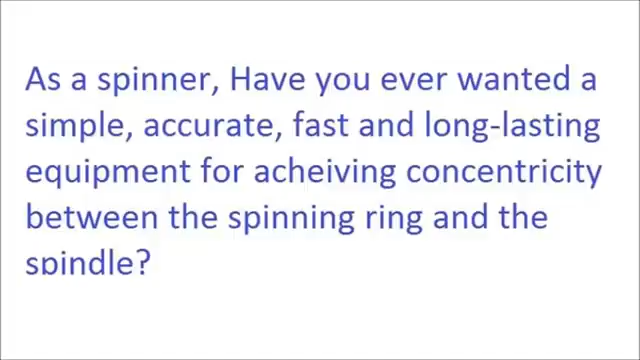 As a spinner, Have you ever wanted a
simple, accurate, fast and long-lasting
equipment for acheiving concentricity
between the spinning ring and the
spindle?